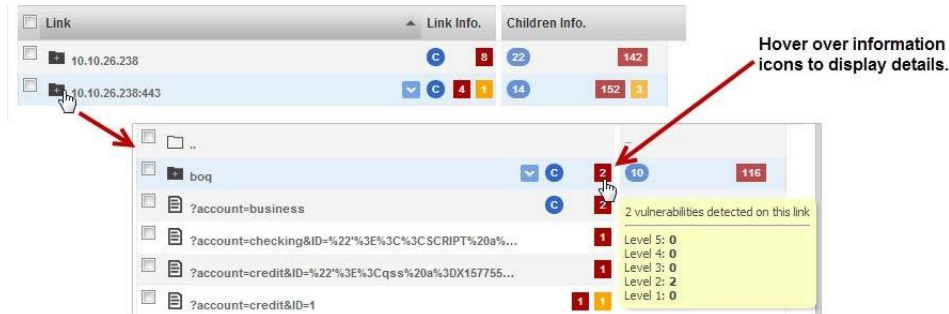 Link Link Info. Children Info.
10.10.26.238 C 8 22 142
10.10.26.238:443 C 4 1 14 152 3
Hover over information
icons to display details.
..
boq C 2 10 116
?account=business C 2
?account=checking&ID=%22'%3E%3C%3CSCRIPT%20a%...  1
?account=credit&ID=%22'%3E%3Cqss%20a%3DX157755... 1
?account=credit&ID=1 1 1
2 vulnerabilities detected on this link
Level 5: 0
Level 4: 0
Level 3: 0
Level 2: 2
Level 1: 0